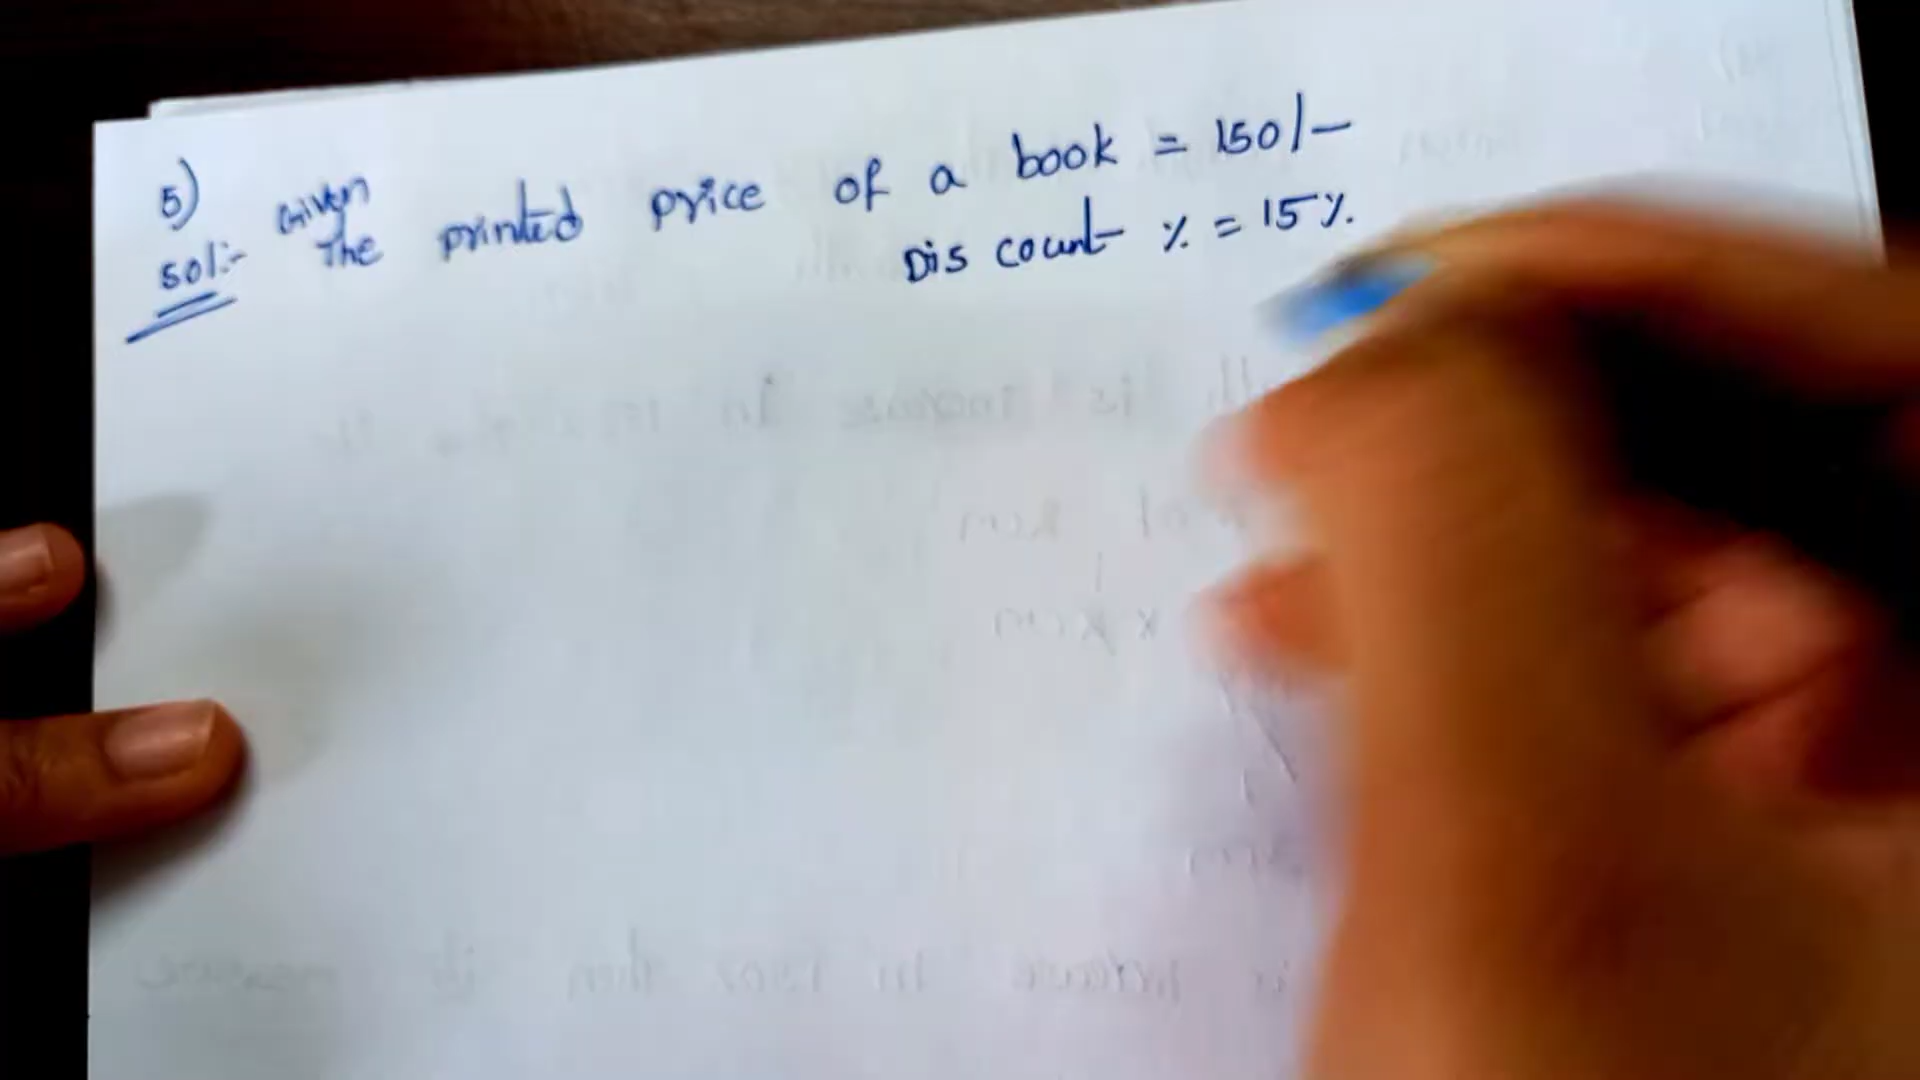 5)
sol:- Given
The printed price of a book = 150/-
Dis count % = 15%.